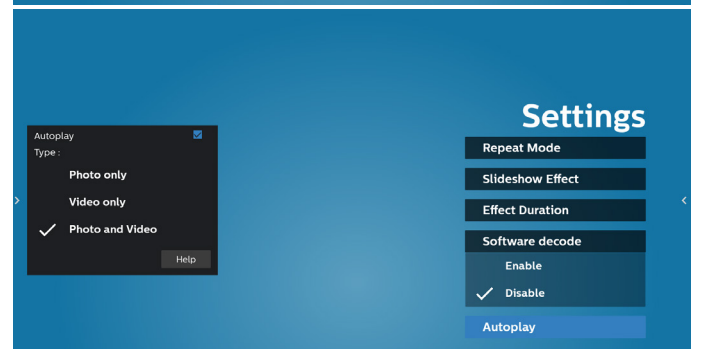 Autoplay
Type :
Photo only
Video only
Photo and Video
Help
Settings
Repeat Mode
Slideshow Effect
Effect Duration
Software decode
Enable
Disable
Autoplay